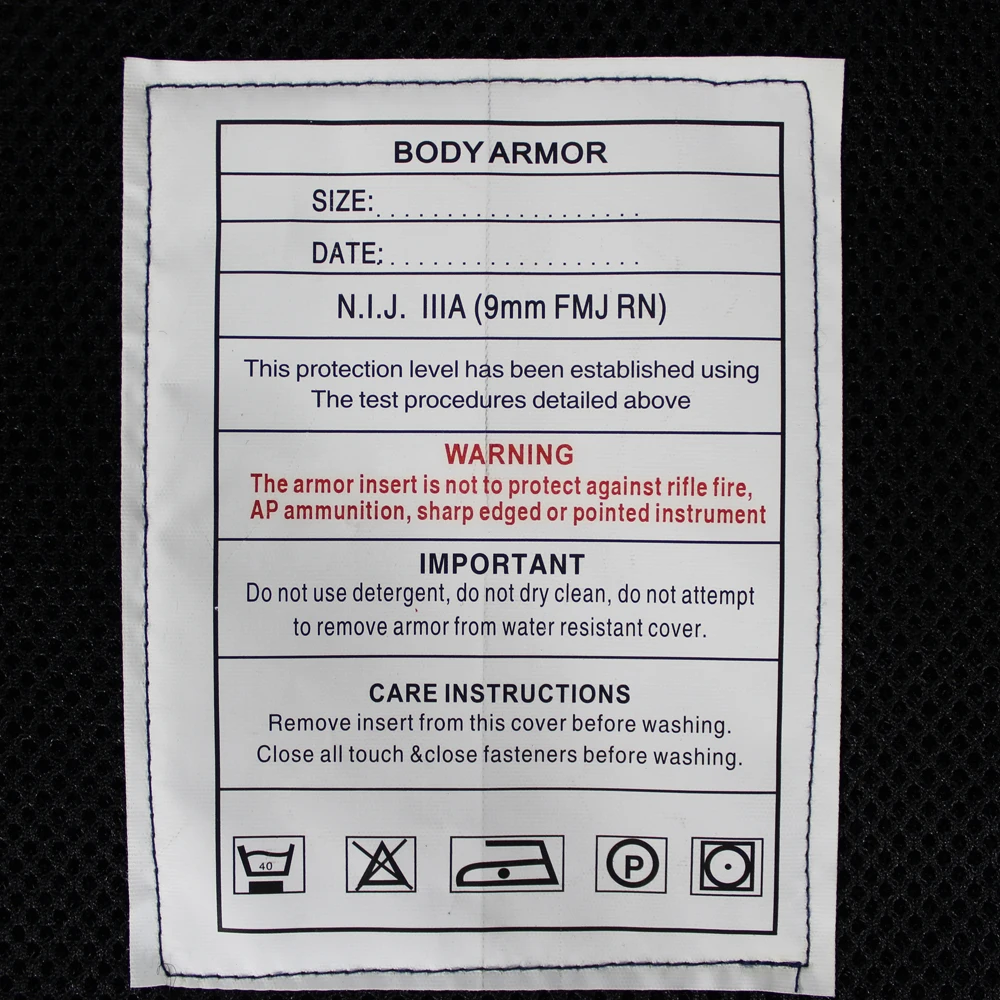 BODY ARMOR
SIZE: . . . . . . . . . . . . . . . . . . .
DATE: . . . . . . . . . . . . . . . . . .
N.I.J. IIIA (9mm FMJ RN)
This protection level has been established using
The test procedures detailed above
WARNING
The armor insert is not to protect against rifle fire,
AP ammunition, sharp edged or pointed instrument
IMPORTANT
Do not use detergent, do not dry clean, do not attempt
to remove armor from water resistant cover.
CARE INSTRUCTIONS
Remove insert from this cover before washing.
Close all touch &close fasteners before washing.
40 P